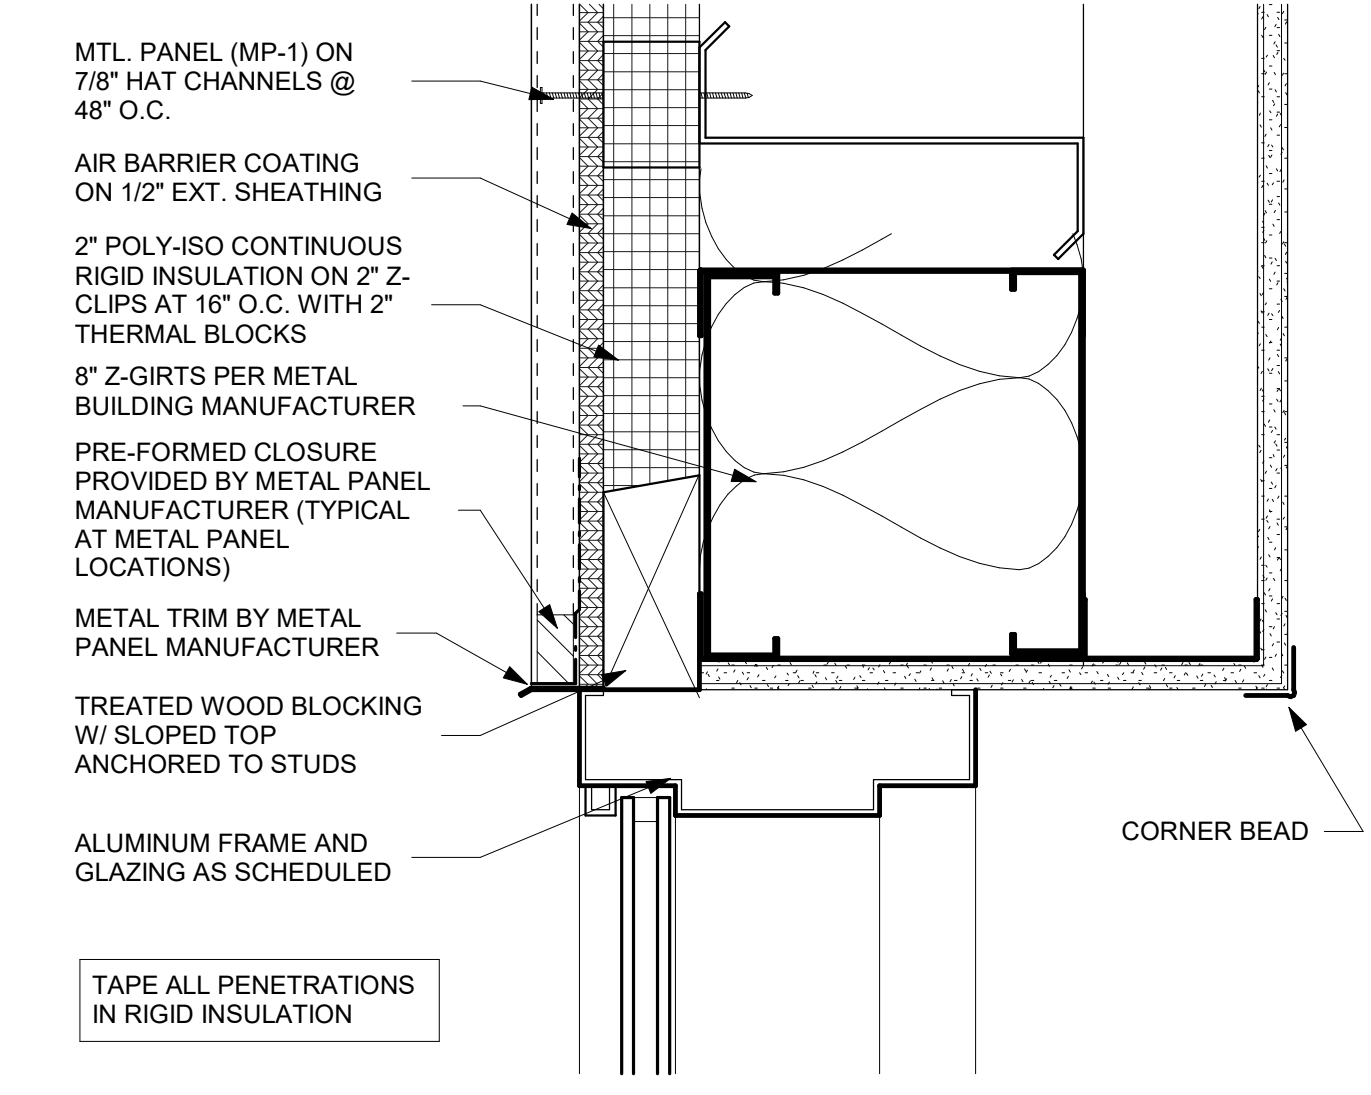 MTL. PANEL (MP-1) ON
7/8" HAT CHANNELS @
48" O.C.
AIR BARRIER COATING
ON 1/2" EXT. SHEATHING
2" POLY-ISO CONTINUOUS
RIGID INSULATION ON 2" Z-
CLIPS AT 16" O.C. WITH 2"
THERMAL BLOCKS
8" Z-GIRTS PER METAL
BUILDING MANUFACTURER
PRE-FORMED CLOSURE
PROVIDED BY METAL PANEL
MANUFACTURER (TYPICAL
AT METAL PANEL
LOCATIONS)
METAL TRIM BY METAL
PANEL MANUFACTURER
TREATED WOOD BLOCKING
W/ SLOPED TOP
ANCHORED TO STUDS
ALUMINUM FRAME AND
GLAZING AS SCHEDULED
CORNER BEAD
TAPE ALL PENETRATIONS
IN RIGID INSULATION